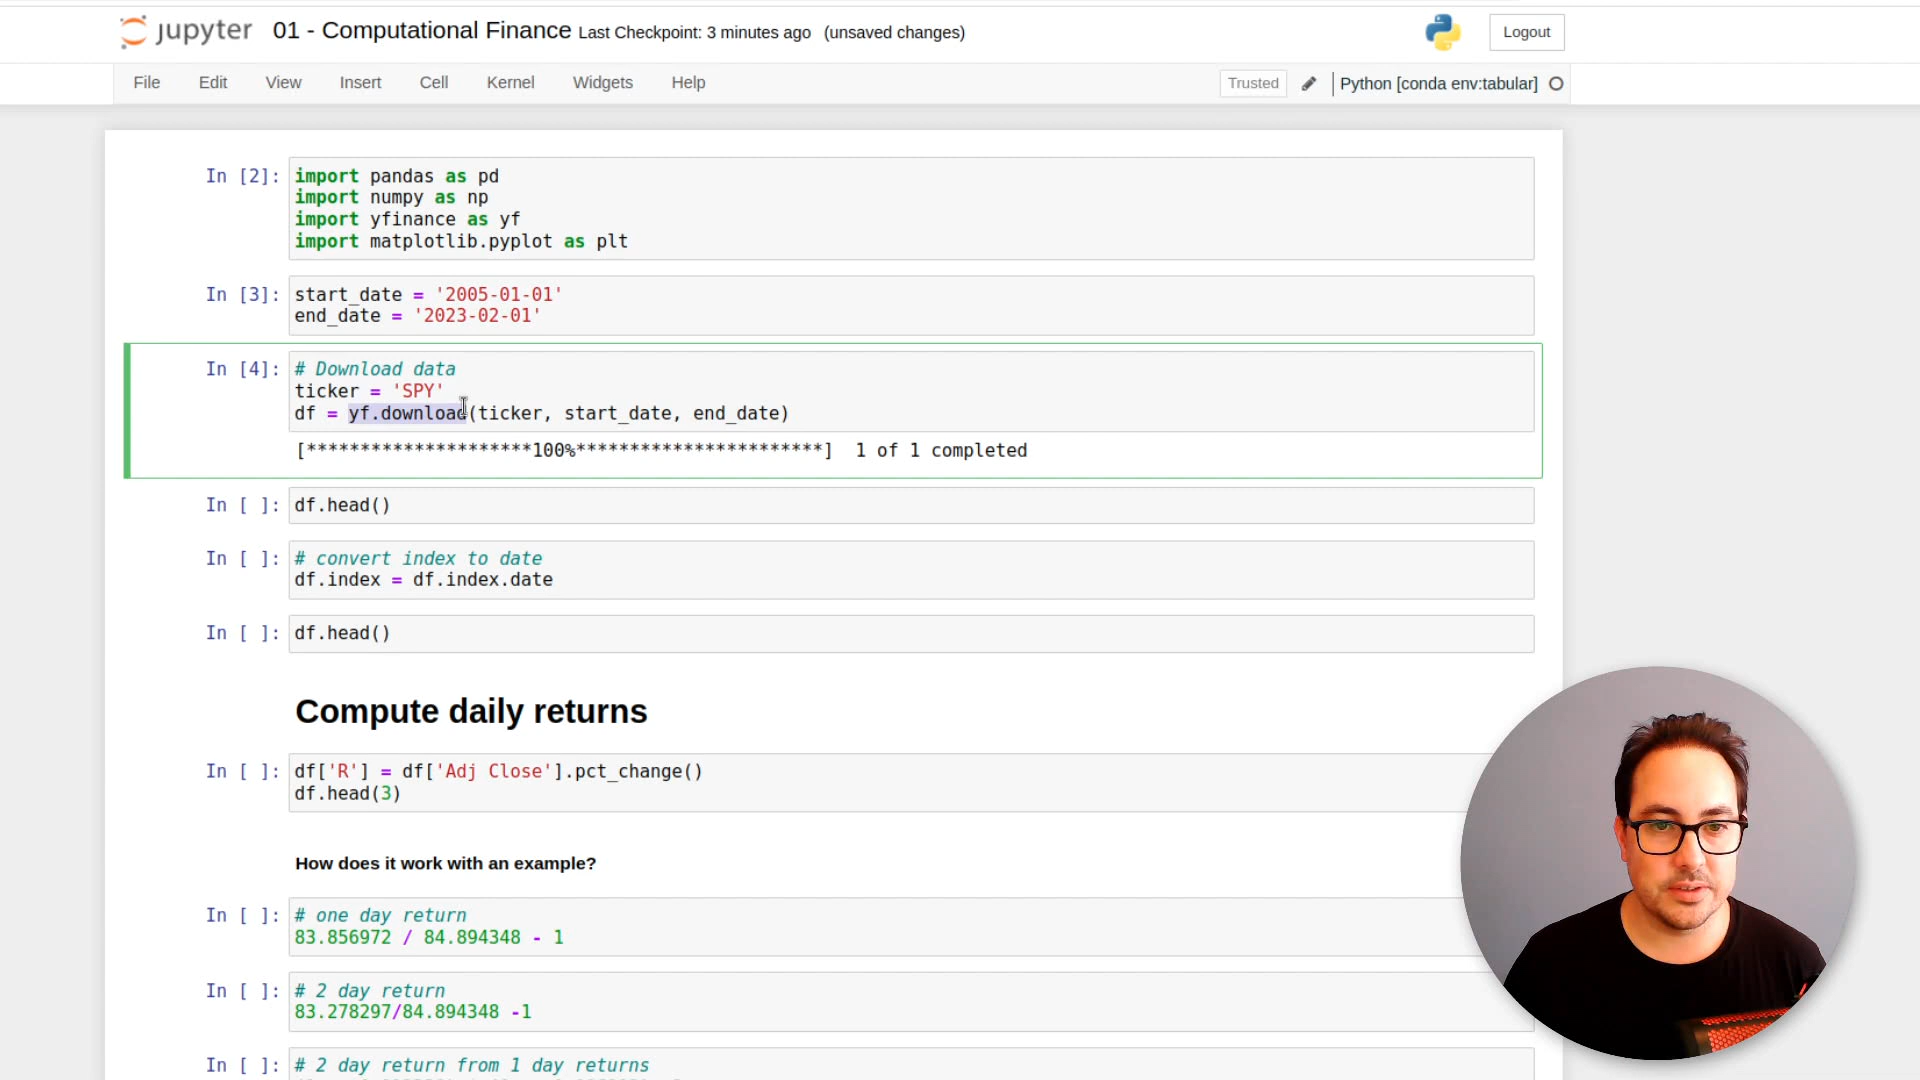 jupyter 01 - Computational Finance Last Checkpoint: 3 minutes ago (unsaved changes) Logout
File Edit View Insert Cell Kernel Widgets Help Trusted Python [conda env:tabular]
In [2]: import pandas as pd
import numpy as np
import yfinance as yf
import matplotlib.pyplot as plt
In [3]: start_date = '2005-01-01'
end_date = '2023-02-01'
In [4]: # Download data
ticker = 'SPY'
df = yf.download(ticker, start_date, end_date)
[*********************100%***********************] 1 of 1 completed
In [ ]: df.head()
In [ ]: # convert index to date
df.index = df.index.date
In [ ]: df.head()
Compute daily returns
In [ ]: df['R'] = df['Adj Close'].pct_change()
df.head(3)
How does it work with an example?
In [ ]: # one day return
83.856972 / 84.894348 - 1
In [ ]: # 2 day return
83.278297/84.894348 -1
In [ ]: # 2 day return from 1 day returns